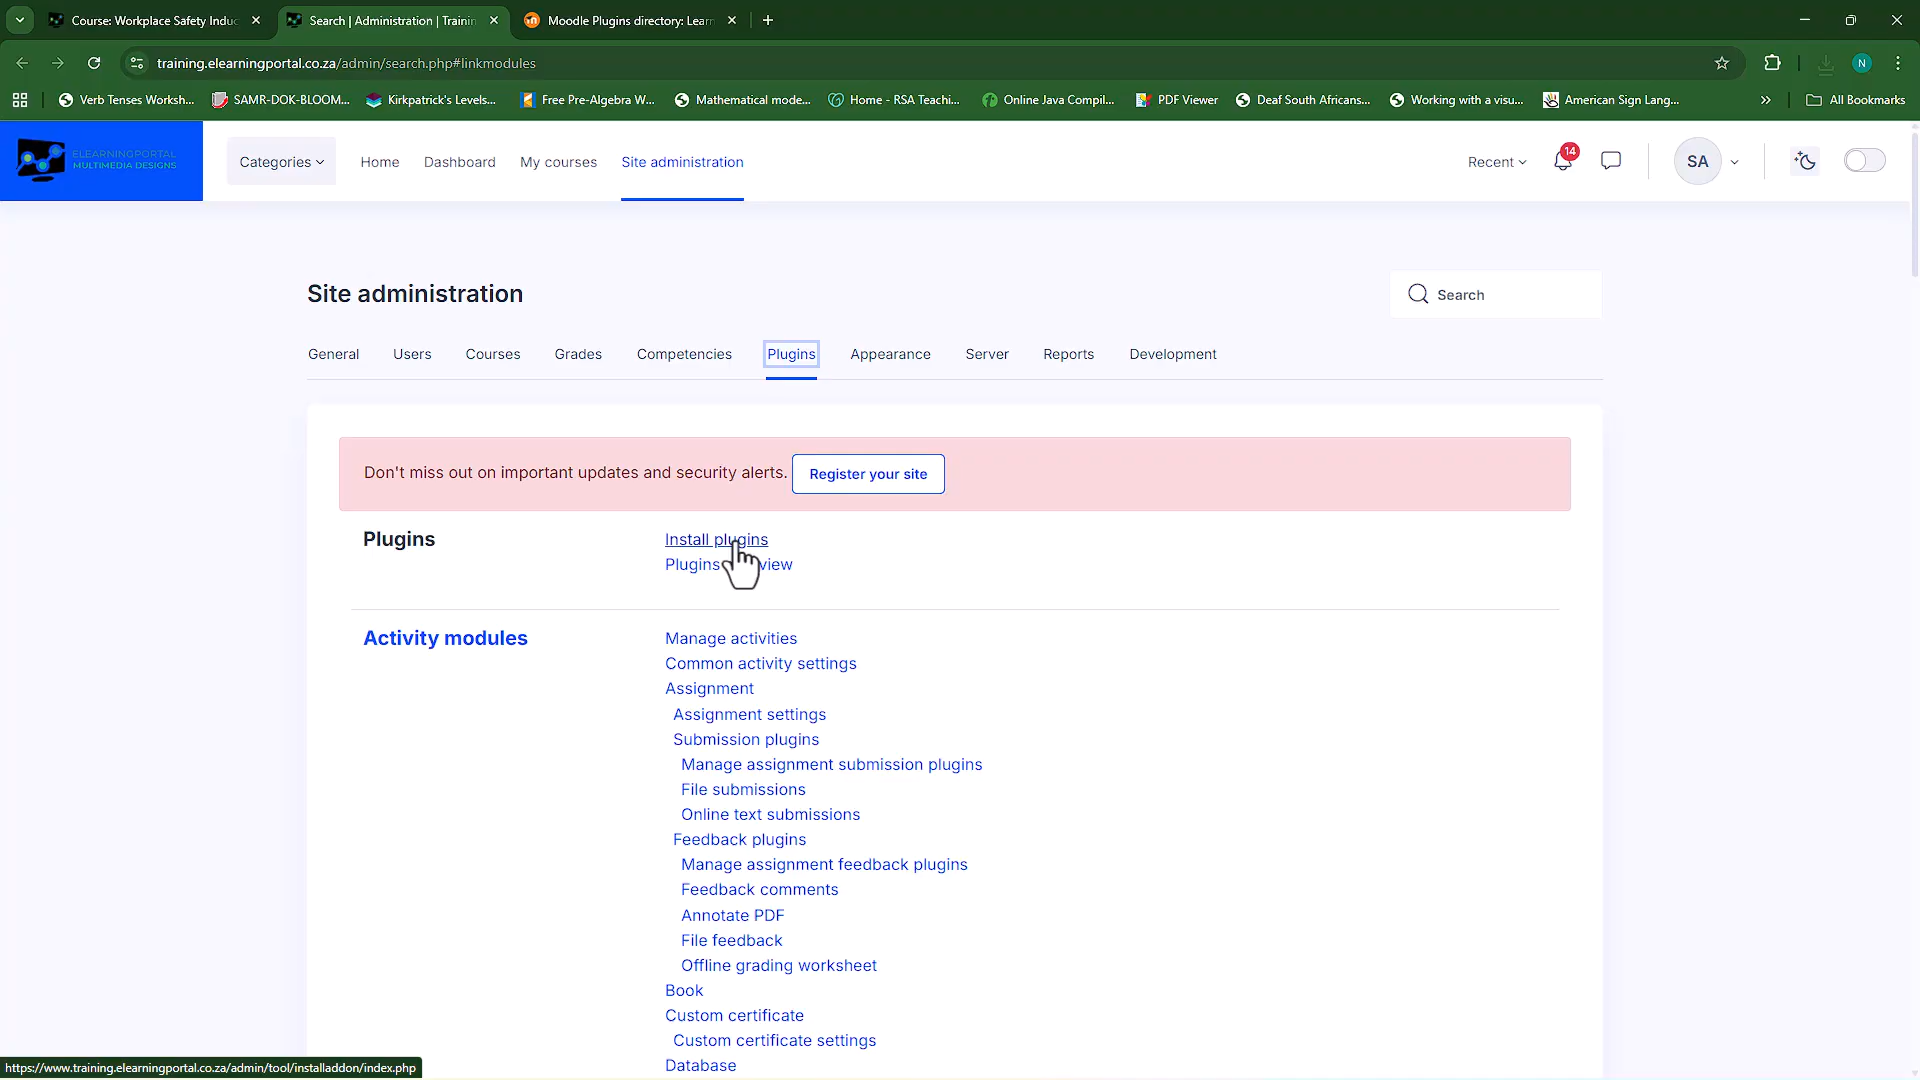 Course: Workplace Safety Induc
Search | Administration | Trainin
Moodle Plugins directory: Learn
training.elearningportal.co.za/admin/search.php#linkmodules
Verb Tenses Worksh...
SAMR-DOK-BLOOM...
Kirkpatrick's Levels...
Free Pre-Algebra W...
Mathematical mode...
Home - RSA Teachi...
Online Java Compil...
PDF Viewer
Deaf South Africans...
Working with a visu...
American Sign Lang...
All Bookmarks
N
ELEARNINGPORTAL
MULTIMEDIA DESIGNS
Categories
Home
Dashboard
My courses
Site administration
Recent
14
SA
Site administration
Search
General
Users
Courses
Grades
Competencies
Plugins
Appearance
Server
Reports
Development
Don't miss out on important updates and security alerts.
Register your site
Plugins
Install plugins
Plugins view
Activity modules
Manage activities
Common activity settings
Assignment
Assignment settings
Submission plugins
Manage assignment submission plugins
File submissions
Online text submissions
Feedback plugins
Manage assignment feedback plugins
Feedback comments
Annotate PDF
File feedback
Offline grading worksheet
Book
Custom certificate
Custom certificate settings
Database
https://www.training.elearningportal.co.za/admin/tool/installaddon/index.php